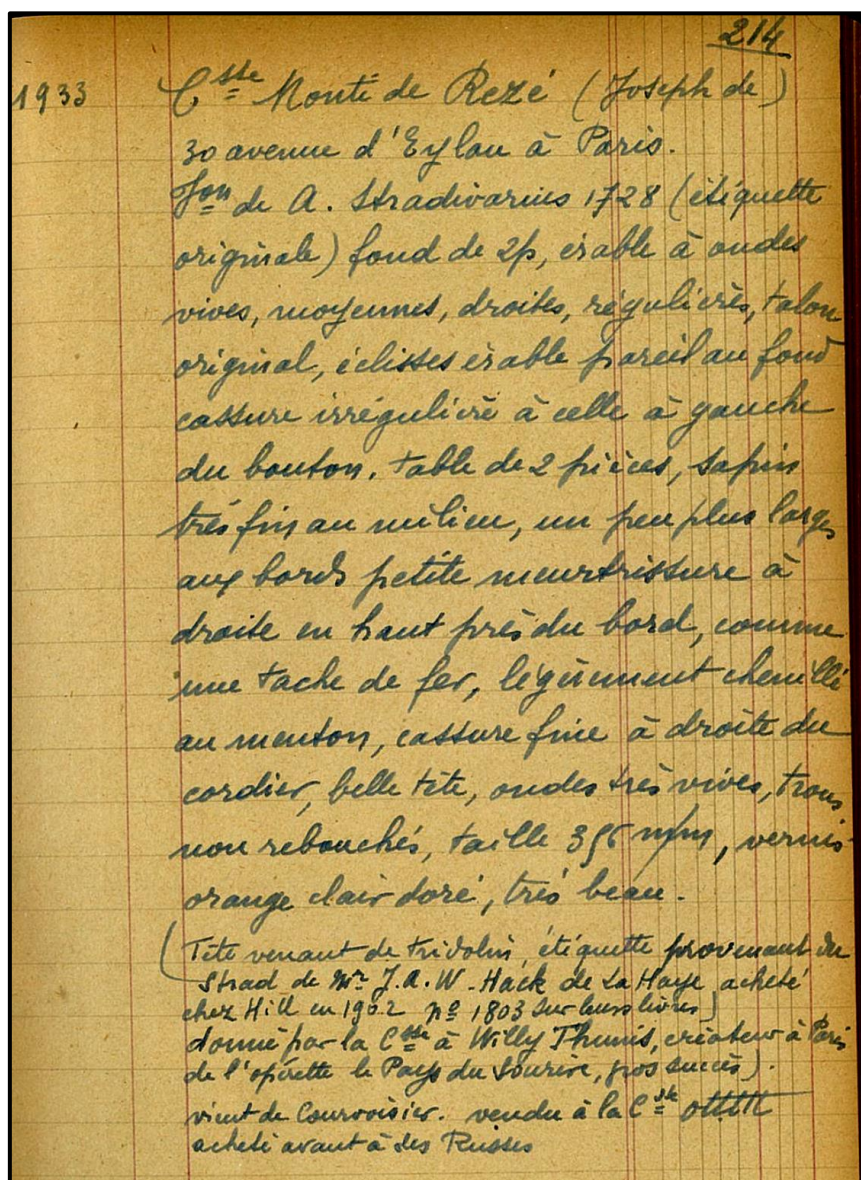 214
1933 Csse Monti de Rezé (Joseph de)
30 avenue d'Eylau à Paris.
Von de A. Stradivarius 1728 (étiquette
originale) fond de 2p, érable à ondes
vives, moyennes, droites, régulières, talon
original, éclisses érable pareil au fond
cassure irrégulière à celle à gauche
du bouton. table de 2 pièces, sapin
très fin au milieu, un peu plus large
aux bords petite meurtrissure à
droite en haut près du bord, comme
une tache de fer, légèrement chenillé
au menton, cassure fine à droite du
cordier, belle tête, ondes très vives, trous
non rebouchés, taille 356 m/m, vernis
orange clair doré, très beau.
(Tête venant de étiquette provenant du
Strad de Mr J.A.W. Hack de La Haye acheté
chez Hill en 1902 no 1803 sur leurs livres)
donné par la Csse à Willy Thunis, créateur à Paris
de l'opérette le Pays du Sourire, gros succès).
vient de Courvoisier. vendu à la Csse
acheté avant à des Russes